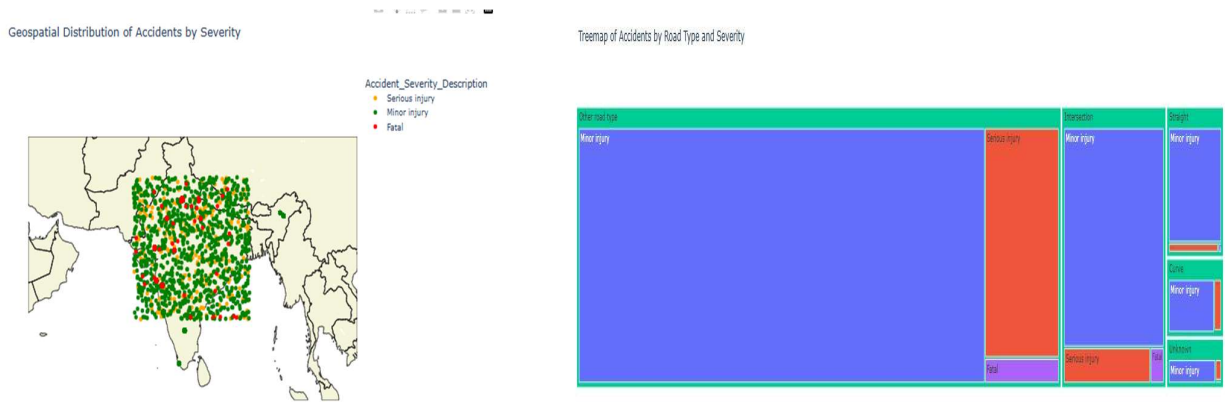 Geospatial Distribution of Accidents by Severity
Accident_Severity_Description
Serious injury
Minor injury
Fatal
Treemap of Accidents by Road Type and Severity
Other road type
Minor injury
Serious injury
Fatal
Intersection
Minor injury
Serious injury
Fatal
Straight
Minor injury
Curve
Minor injury
Unknown
Minor injury